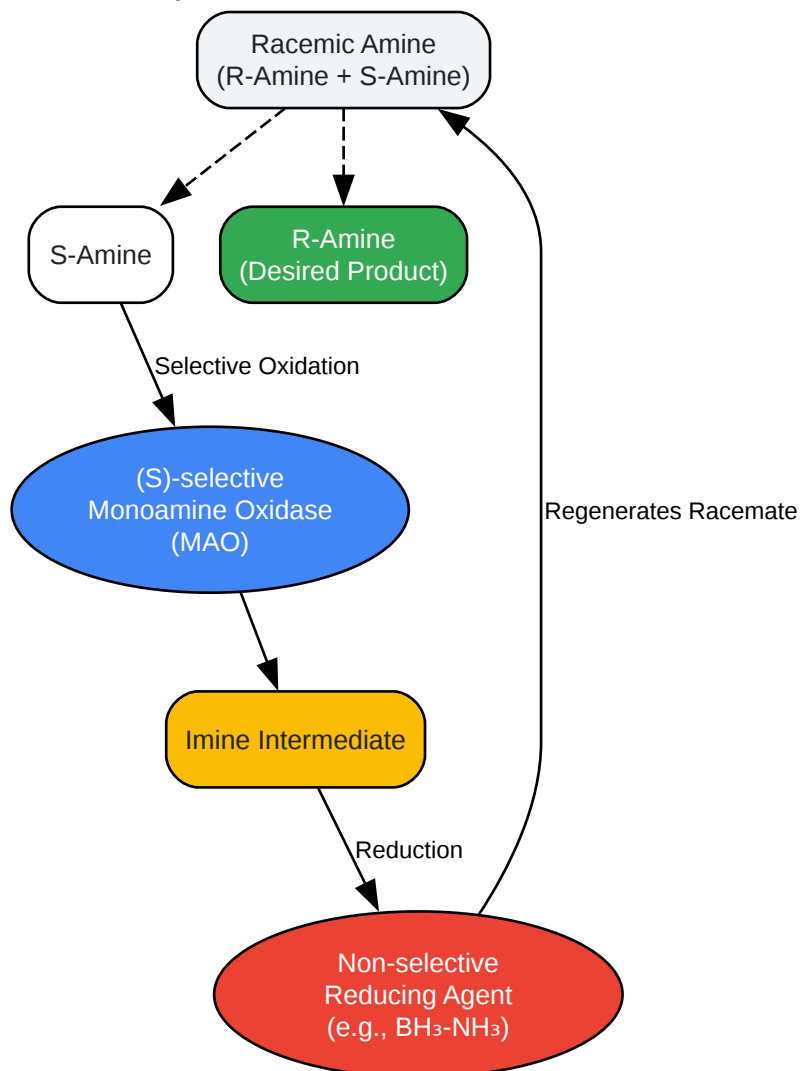 Racemic Amine
(R-Amine + S-Amine)
S-Amine
R-Amine
(Desired Product)
Selective Oxidation
(S)-selective
Monoamine Oxidase
(MAO)
Regenerates Racemate
Imine Intermediate
Reduction
Non-selective
Reducing Agent
(e.g., BH₃-NH₃)